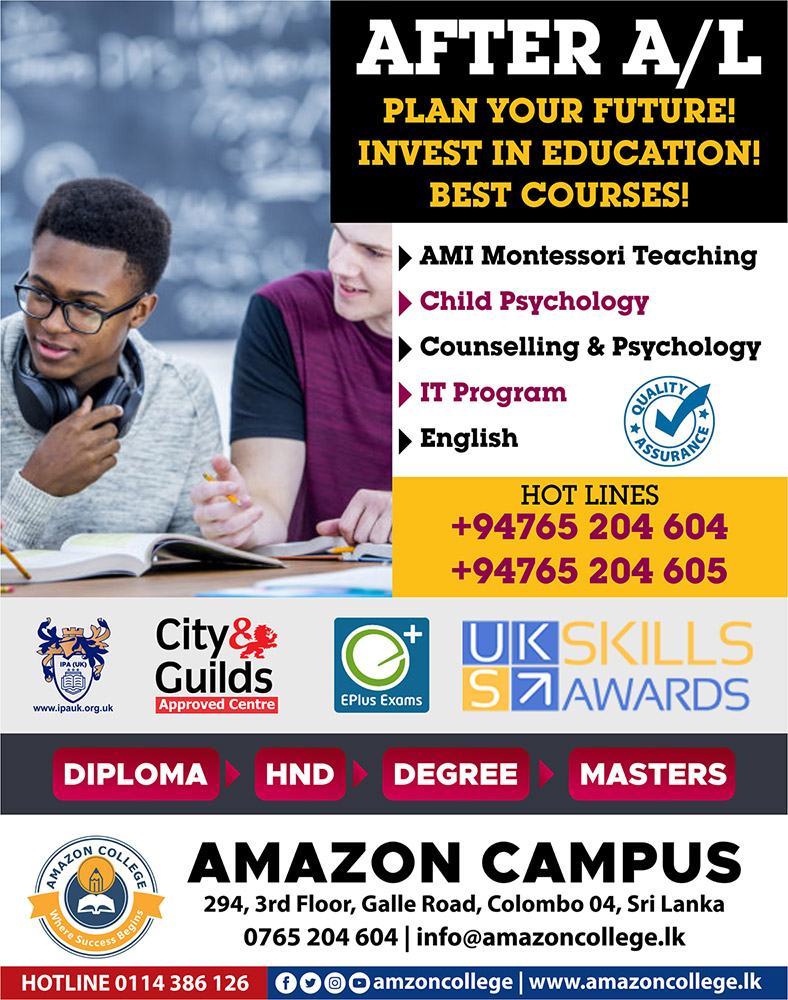 AFTER A/L
PLAN YOUR FUTURE!
INVEST IN EDUCATION!
BEST COURSES!
AMI Montessori Teaching
Child Psychology
Counselling & Psychology
IT Program
English
QUALITY
ASSURANCE
HOT LINES
+94765 204 604
+94765 204 605
IPA (UK)
www.ipauk.org.uk
City&
Guilds
Approved Centre
e+
EPlus Exams
UK SKILLS
S AWARDS
DIPLOMA HND DEGREE MASTERS
AMAZON COLLEGE
Where Success Begins
AMAZON CAMPUS
294, 3rd Floor, Galle Road, Colombo 04, Sri Lanka
0765 204 604 | info@amazoncollege.lk
HOTLINE 0114 386 126 amzoncollege | www.amazoncollege.lk